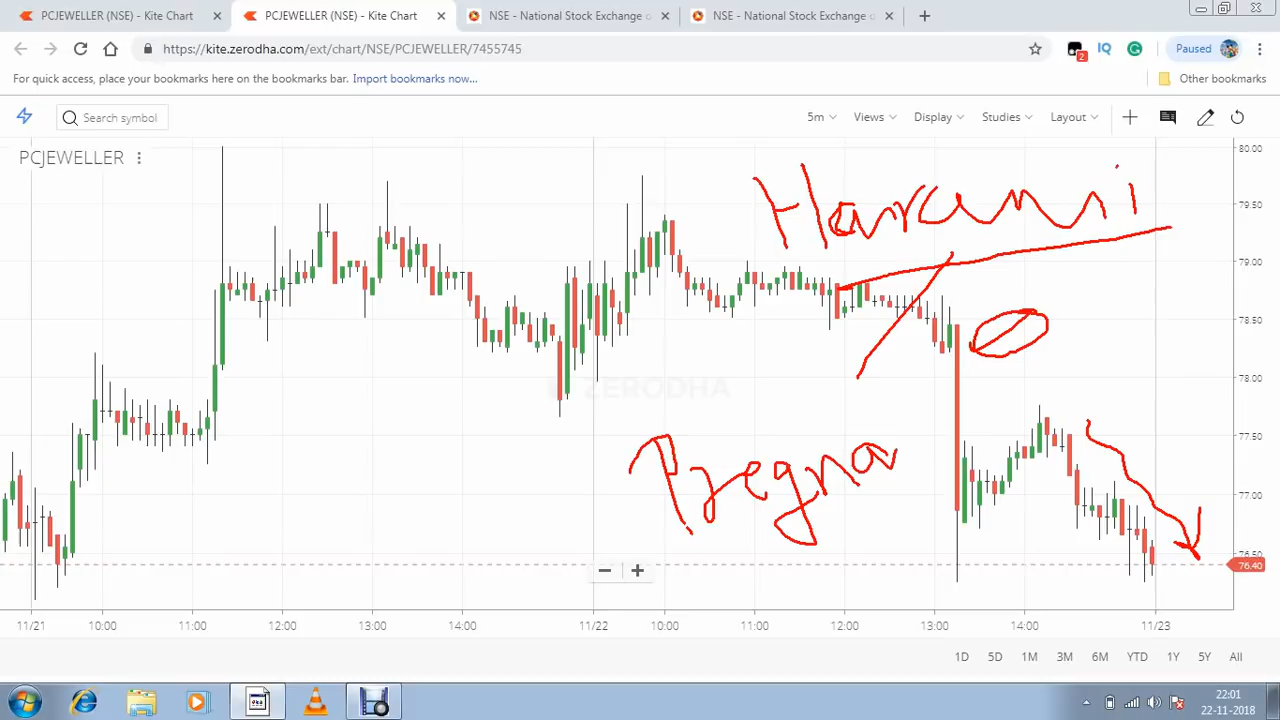 PCJEWELLER (NSE) - Kite Chart
PCJEWELLER (NSE) - Kite Chart
NSE - National Stock Exchange o
NSE - National Stock Exchange o
https://kite.zerodha.com/ext/chart/NSE/PCJEWELLER/7455745
2
IQ
G
Paused
For quick access, place your bookmarks here on the bookmarks bar. Import bookmarks now...
Other bookmarks
Search symbol
5m
Views
Display
Studies
Layout
PCJEWELLER
80.00
79.50
79.00
78.50
78.00
77.50
77.00
76.50
76.40
Harami
Pregna
ZERODHA
11/21 10:00 11:00 12:00 13:00 14:00 11/22 10:00 11:00 12:00 13:00 14:00 11/23
1D 5D 1M 3M 6M YTD 1Y 5Y All
22:01
22-11-2018